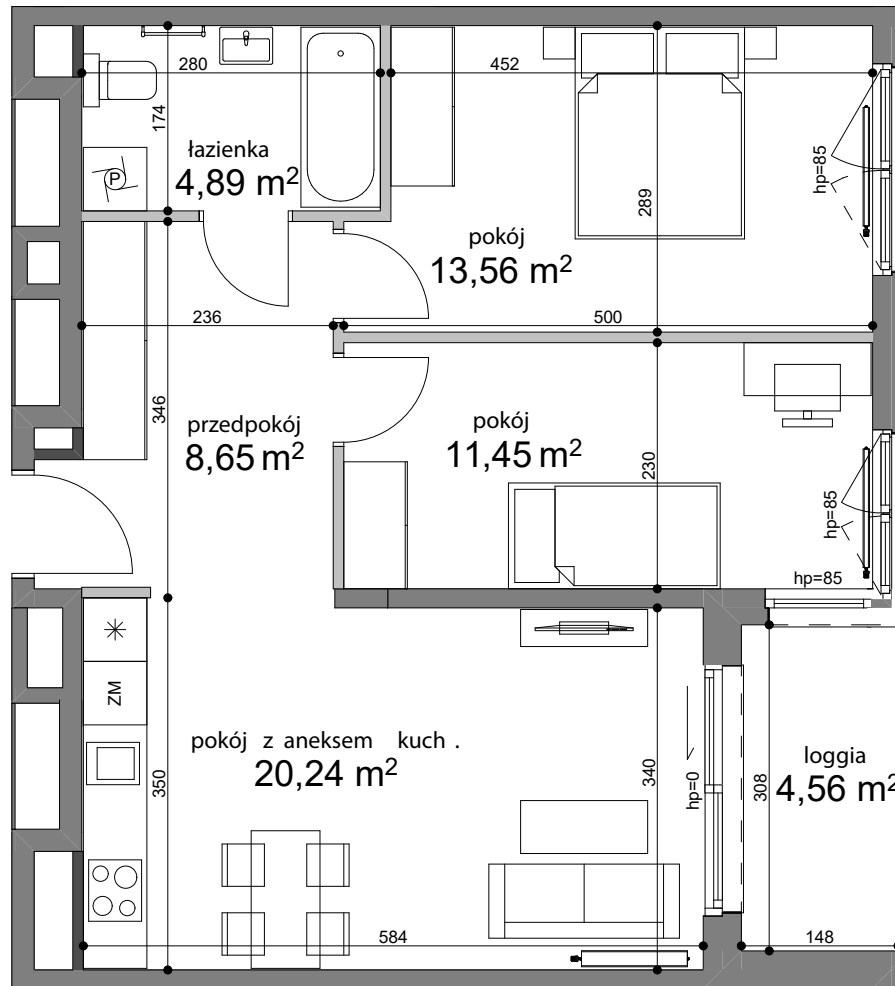 280
452
174
łazienka
4,89 m²
P
289
hp=85
pokój
13,56 m²
236
500
346
przedpokój
8,65 m²
pokój
11,45 m²
230
hp=85
hp=85
ZM
pokój z aneksem kuch .
20,24 m²
350
340
hp=0
308
loggia
4,56 m²
584
148